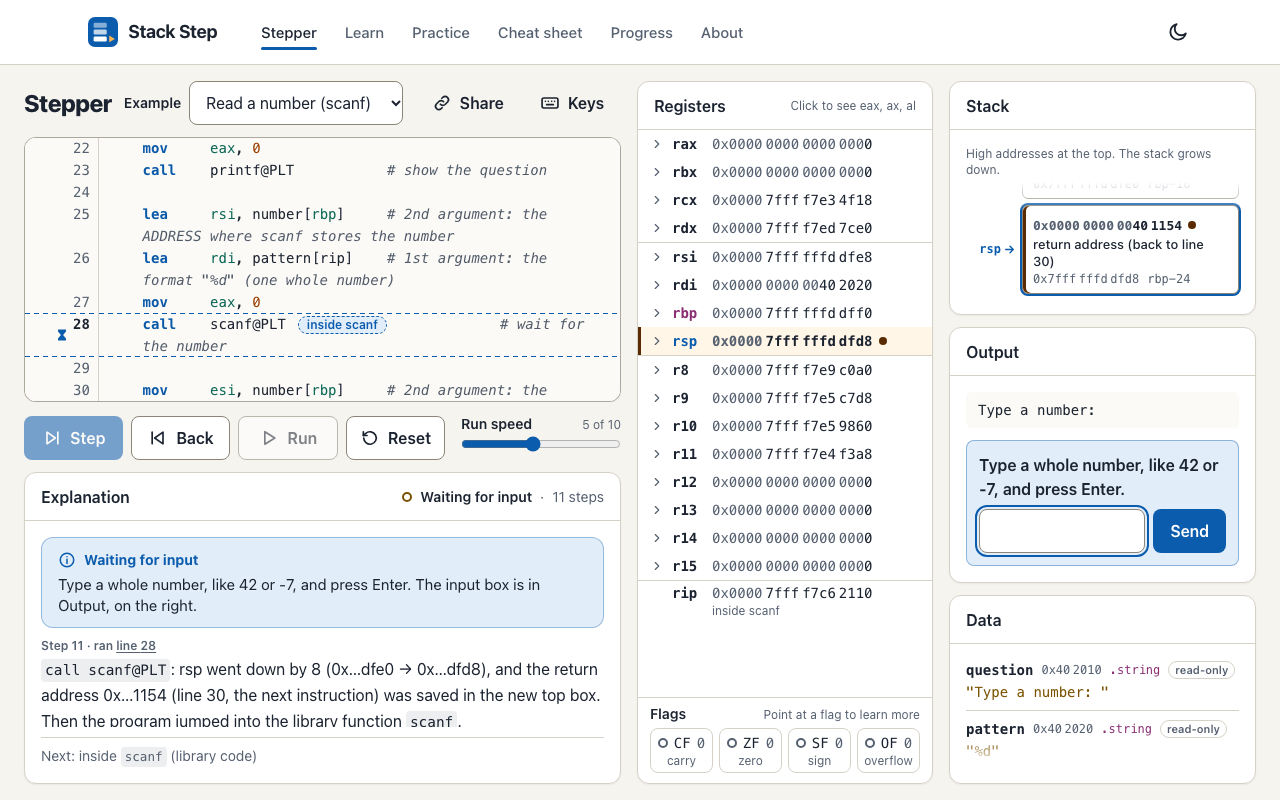 Stack Step
Stepper Learn Practice Cheat sheet Progress About
Stepper Example Read a number (scanf) Share Keys
22 mov eax, 0
23 call printf@PLT # show the question
24
25 lea rsi, number[rbp] # 2nd argument: the
ADDRESS where scanf stores the number
26 lea rdi, pattern[rip] # 1st argument: the
format "%d" (one whole number)
27 mov eax, 0
28 call scanf@PLT inside scanf # wait for
the number
29
30 mov esi, number[rbp] # 2nd argument: the
Step Back Run Reset
Run speed 5 of 10
Explanation Waiting for input · 11 steps
Waiting for input
Type a whole number, like 42 or -7, and press Enter. The input box is in
Output, on the right.
Step 11 · ran line 28
call scanf@PLT: rsp went down by 8 (0x…dfe0 → 0x…dfd8), and the return
address 0x…1154 (line 30, the next instruction) was saved in the new top box.
Then the program jumped into the library function scanf.
Next: inside scanf (library code)
Registers Click to see eax, ax, al
rax 0x0000 0000 0000 0000
rbx 0x0000 0000 0000 0000
rcx 0x0000 7fff f7e3 4f18
rdx 0x0000 7fff f7ed 7ce0
rsi 0x0000 7fff fffd dfe8
rdi 0x0000 0000 0040 2020
rbp 0x0000 7fff fffd dff0
rsp 0x0000 7fff fffd dfd8
r8 0x0000 7fff f7e9 c0a0
r9 0x0000 7fff f7e5 c7d8
r10 0x0000 7fff f7e5 9860
r11 0x0000 7fff f7e4 f3a8
r12 0x0000 0000 0000 0000
r13 0x0000 0000 0000 0000
r14 0x0000 0000 0000 0000
r15 0x0000 0000 0000 0000
rip 0x0000 7fff f7c6 2110
inside scanf
Flags Point at a flag to learn more
CF 0 ZF 0 SF 0 OF 0
carry zero sign overflow
Stack
High addresses at the top. The stack grows
down.
0x7fff fffd dfe0 rbp−16
0x0000 0000 0040 1154
rsp → return address (back to line
30)
0x7fff fffd dfd8 rbp−24
Output
Type a number:
Type a whole number, like 42 or
-7, and press Enter.
Send
Data
question 0x40 2010 .string read-only
"Type a number: "
pattern 0x40 2020 .string read-only
"%d"